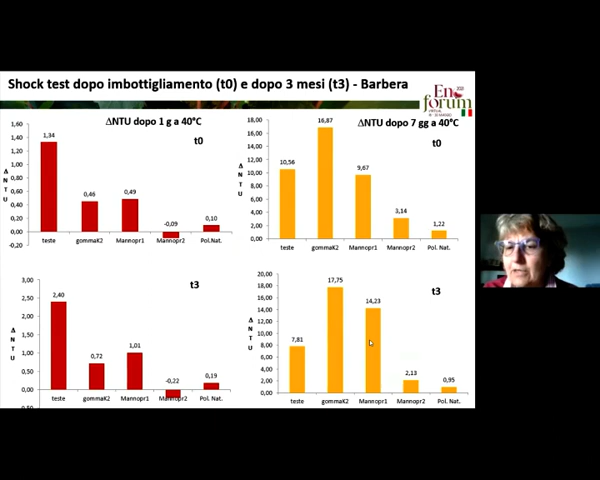 Shock test dopo imbottigliamento (t0) e dopo 3 mesi (t3) - Barbera
En
forum
ΔNTU dopo 1 g a 40°C
t0
Δ
N
T
U
1,60
1,40
1,20
1,00
0,80
0,60
0,40
0,20
0,00
-0,20
1,34
0,46
0,49
-0,09
0,10
teste
gommaK2
Mannopr1
Mannopr2
Pol.Nat.
ΔNTU dopo 7 gg a 40°C
t0
Δ
N
T
U
18,00
16,00
14,00
12,00
10,00
8,00
6,00
4,00
2,00
0,00
10,56
16,87
9,67
3,14
1,22
teste
gommaK2
Mannopr1
Mannopr2
Pol. Nat.
t3
Δ
N
T
U
3,00
2,50
2,00
1,50
1,00
0,50
0,00
2,40
0,72
1,01
-0,22
0,19
teste
gommaK2
Mannopr1
Mannopr2
Pol. Nat.
t3
Δ
N
T
U
20,00
18,00
16,00
14,00
12,00
10,00
8,00
6,00
4,00
2,00
0,00
7,81
17,75
14,23
2,13
0,95
teste
gommaK2
Mannopr1
Mannopr2
Pol. Nat.